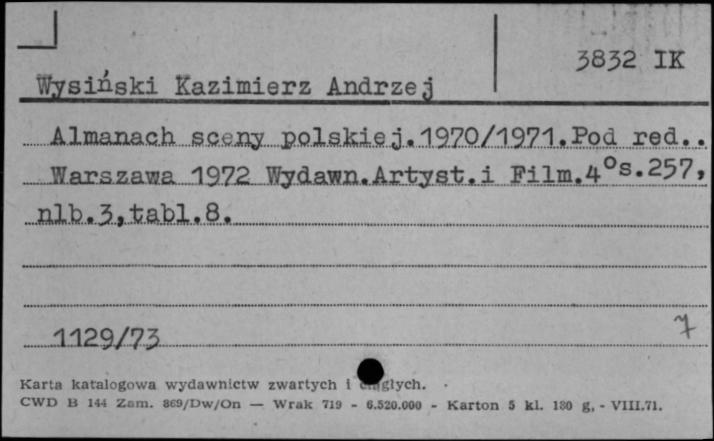 3832 IK
Wysiński Kazimierz Andrzej
Almanach sceny polskiej.1970/1971.Pod red..
Warszawa 1972 Wydawn.Artyst.i Film.4°s.257,
nlb.3,tabl.8.
1129/73 7
Karta katalogowa wydawnictw zwartych i ciągłych.
CWD B 144 Zam. 869/Dw/On — Wrak 719 - 6.520.000 - Karton 5 kl. 180 g, - VIII.71.